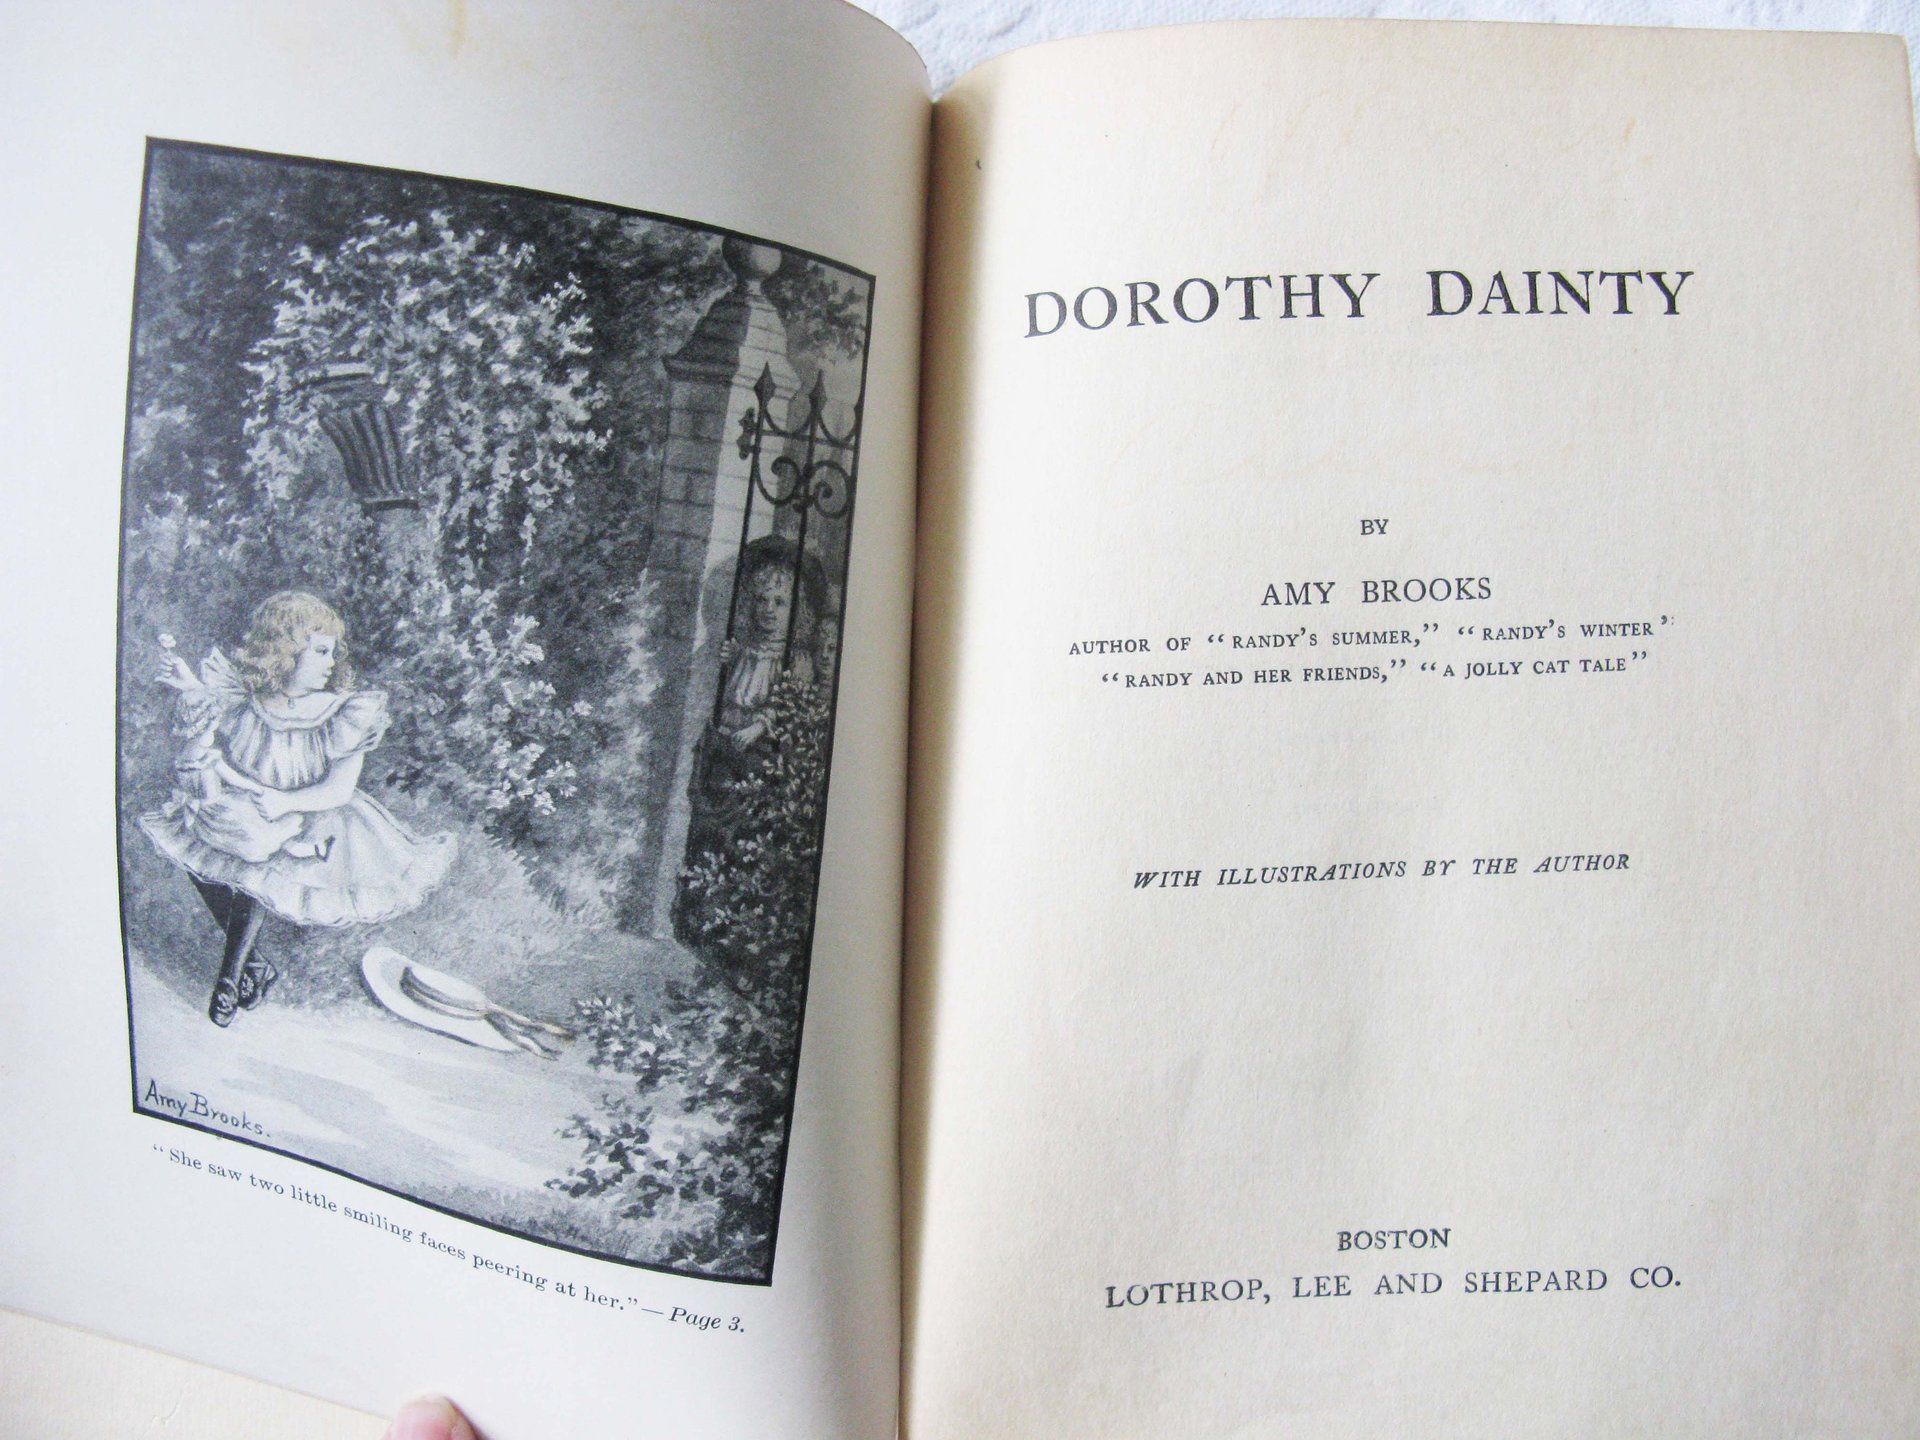 Amy Brooks.
“She saw two little smiling faces peering at her.” — Page 3.
DOROTHY DAINTY
BY
AMY BROOKS
AUTHOR OF “RANDY’S SUMMER,” “RANDY’S WINTER”
“RANDY AND HER FRIENDS,” “A JOLLY CAT TALE”
WITH ILLUSTRATIONS BY THE AUTHOR
BOSTON
LOTHROP, LEE AND SHEPARD CO.